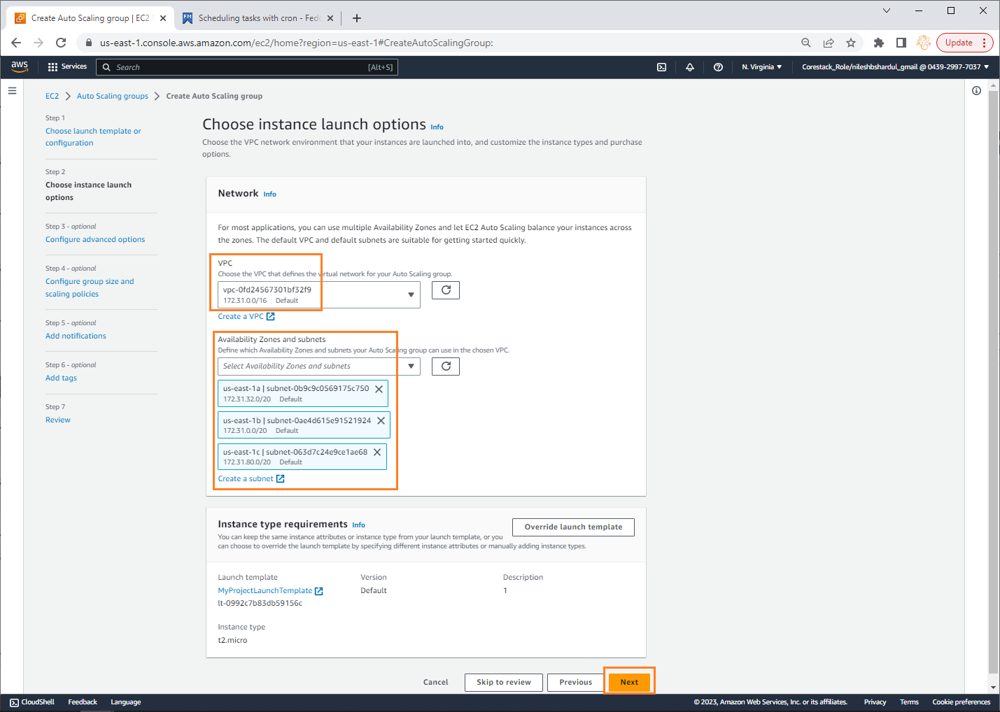 Create Auto Scaling group | EC2
Scheduling tasks with cron - Fedo
us-east-1.console.aws.amazon.com/ec2/home?region=us-east-1#CreateAutoScalingGroup:
Update
aws
Services
Search
[Alt+S]
N. Virginia
Corestack_Role/nileshbshardul_gmail @ 0439-2997-7037
EC2
Auto Scaling groups
Create Auto Scaling group
Step 1
Choose launch template or
configuration
Step 2
Choose instance launch
options
Step 3 - optional
Configure advanced options
Step 4 - optional
Configure group size and
scaling policies
Step 5 - optional
Add notifications
Step 6 - optional
Add tags
Step 7
Review
Choose instance launch options Info
Choose the VPC network environment that your instances are launched into, and customize the instance types and purchase
options.
Network Info
For most applications, you can use multiple Availability Zones and let EC2 Auto Scaling balance your instances across
the zones. The default VPC and default subnets are suitable for getting started quickly.
VPC
Choose the VPC that defines the virtual network for your Auto Scaling group.
vpc-0fd24567301bf32f9
172.31.0.0/16 Default
Create a VPC
Availability Zones and subnets
Define which Availability Zones and subnets your Auto Scaling group can use in the chosen VPC.
Select Availability Zones and subnets
us-east-1a | subnet-0b9c9c0569175c750
172.31.32.0/20 Default
us-east-1b | subnet-0ae4d615e91521924
172.31.0.0/20 Default
us-east-1c | subnet-063d7c24e9ce1ae68
172.31.80.0/20 Default
Create a subnet
Instance type requirements Info
Override launch template
You can keep the same instance attributes or instance type from your launch template, or you
can choose to override the launch template by specifying different instance attributes or manually adding instance types.
Launch template
Version
Description
MyProjectLaunchTemplate
Default
1
lt-0992c7b83db59156c
Instance type
t2.micro
Cancel
Skip to review
Previous
Next
CloudShell
Feedback
Language
© 2023, Amazon Web Services, Inc. or its affiliates.
Privacy
Terms
Cookie preferences